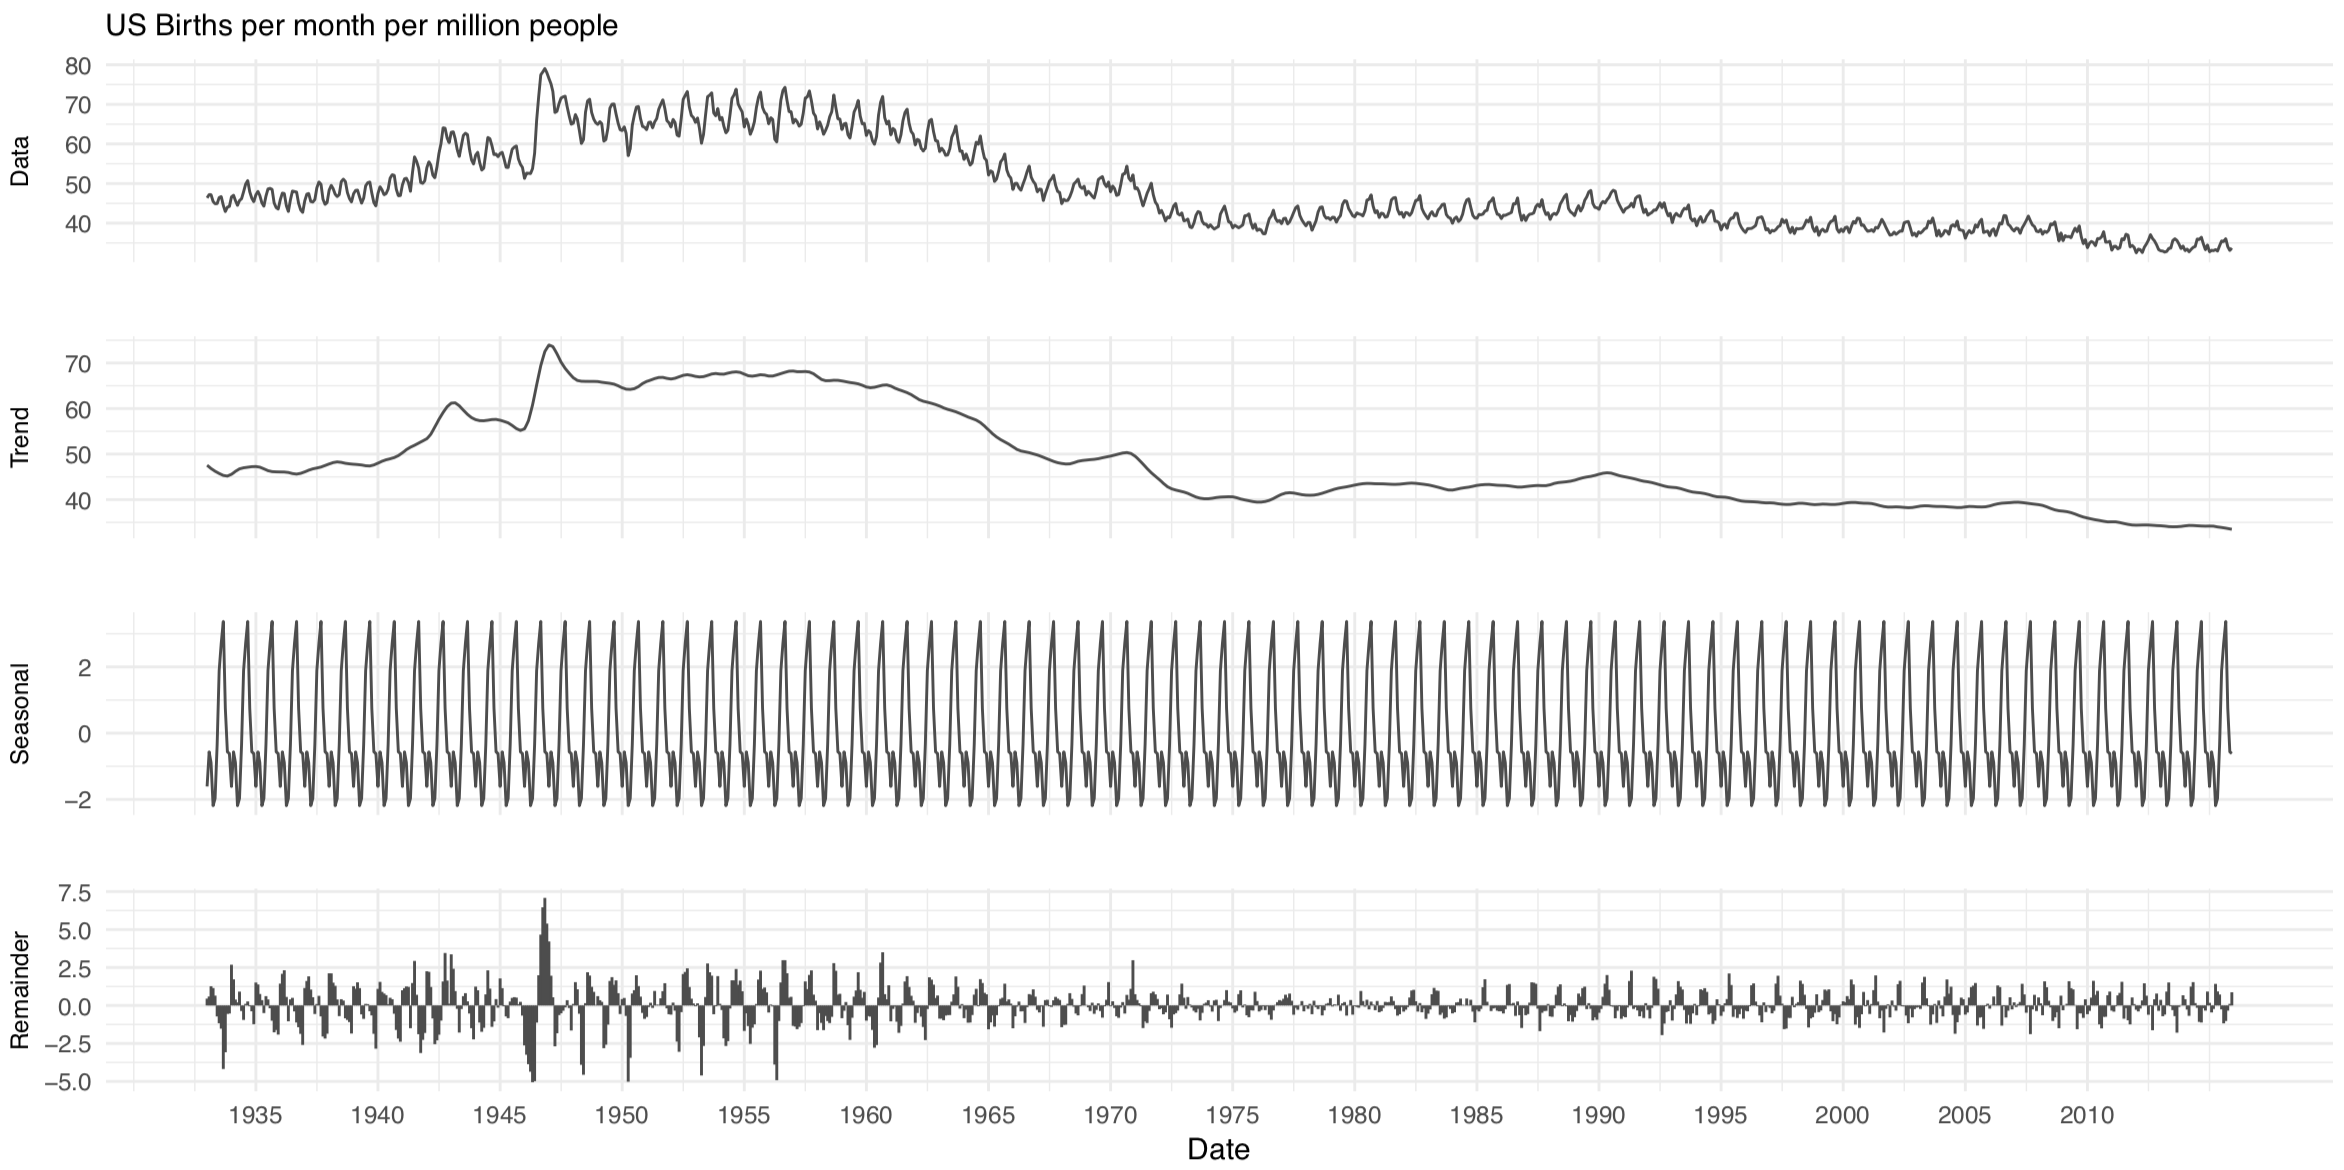 US Births per month per million people
80
70
60
50
40
Data
70
60
50
40
Trend
2
0
−2
Seasonal
7.5
5.0
2.5
0.0
−2.5
−5.0
Remainder
1935 1940 1945 1950 1955 1960 1965 1970 1975 1980 1985 1990 1995 2000 2005 2010
Date